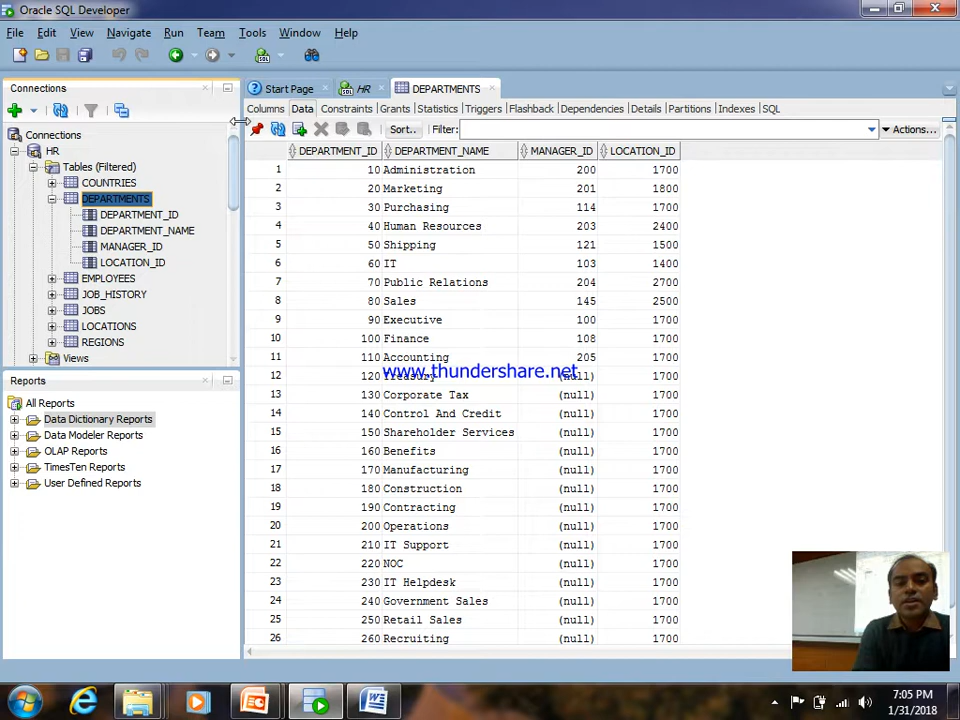 Oracle SQL Developer
File Edit View Navigate Run Team Tools Window Help
Connections
Connections
HR
Tables (Filtered)
COUNTRIES
DEPARTMENTS
DEPARTMENT_ID
DEPARTMENT_NAME
MANAGER_ID
LOCATION_ID
EMPLOYEES
JOB_HISTORY
JOBS
LOCATIONS
REGIONS
Views
Reports
All Reports
Data Dictionary Reports
Data Modeler Reports
OLAP Reports
TimesTen Reports
User Defined Reports
Start Page HR DEPARTMENTS
Columns Data Constraints Grants Statistics Triggers Flashback Dependencies Details Partitions Indexes SQL
Sort.. Filter: Actions...
DEPARTMENT_ID DEPARTMENT_NAME MANAGER_ID LOCATION_ID
1 10 Administration 200 1700
2 20 Marketing 201 1800
3 30 Purchasing 114 1700
4 40 Human Resources 203 2400
5 50 Shipping 121 1500
6 60 IT 103 1400
7 70 Public Relations 204 2700
8 80 Sales 145 2500
9 90 Executive 100 1700
10 100 Finance 108 1700
11 110 Accounting 205 1700
www.thundershare.net
12 120 Treasury (null) 1700
13 130 Corporate Tax (null) 1700
14 140 Control And Credit (null) 1700
15 150 Shareholder Services (null) 1700
16 160 Benefits (null) 1700
17 170 Manufacturing (null) 1700
18 180 Construction (null) 1700
19 190 Contracting (null) 1700
20 200 Operations (null) 1700
21 210 IT Support (null) 1700
22 220 NOC (null) 1700
23 230 IT Helpdesk (null) 1700
24 240 Government Sales (null) 1700
25 250 Retail Sales (null) 1700
26 260 Recruiting (null) 1700
7:05 PM
1/31/2018